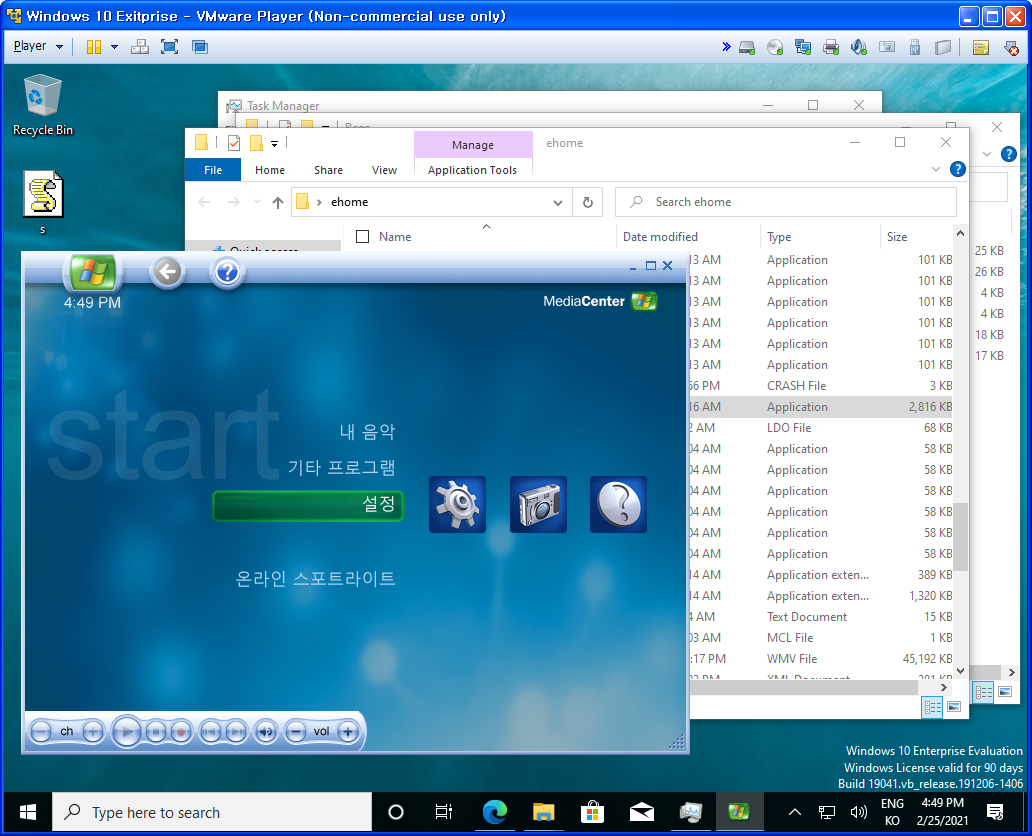 Windows 10 Exitprise - VMware Player (Non-commercial use only)
Player
Recycle Bin
s
Task Manager
Manage
ehome
File
Home
Share
View
Application Tools
ehome
Search ehome
Name
Date modified
Type
Size
13 AM Application 101 KB
13 AM Application 101 KB
13 AM Application 101 KB
13 AM Application 101 KB
13 AM Application 101 KB
13 AM Application 101 KB
56 PM CRASH File 3 KB
16 AM Application 2,816 KB
2 AM LDO File 68 KB
04 AM Application 58 KB
04 AM Application 58 KB
04 AM Application 58 KB
04 AM Application 58 KB
04 AM Application 58 KB
04 AM Application 58 KB
14 AM Application exten... 389 KB
14 AM Application exten... 1,320 KB
4 AM Text Document 15 KB
03 AM MCL File 1 KB
:17 PM WMV File 45,192 KB
XML Document 281 KB
25 KB
26 KB
4 KB
4 KB
18 KB
17 KB
4:49 PM
MediaCenter
start
내 음악
기타 프로그램
설정
온라인 스포트라이트
ch
vol
Windows 10 Enterprise Evaluation
Windows License valid for 90 days
Build 19041.vb_release.191206-1406
Type here to search
ENG
KO
4:49 PM
2/25/2021